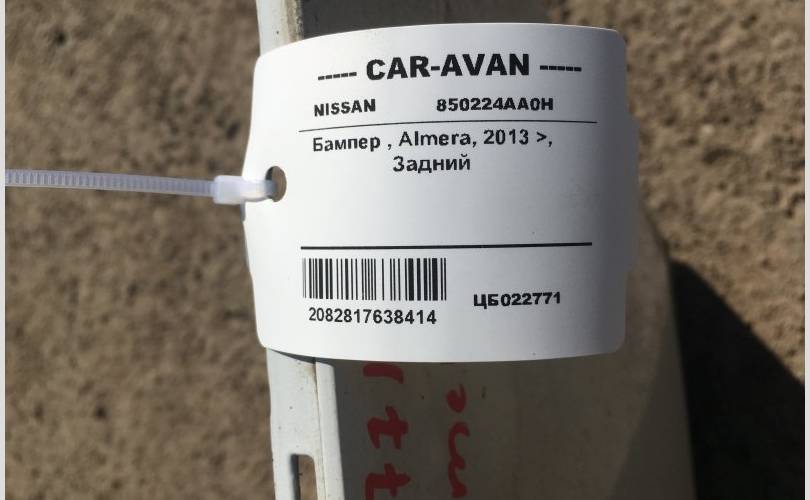 ----- CAR-AVAN -----
NISSAN 850224AA0H
Бампер , Almera, 2013 >,
Задний
ЦБ022771
2082817638414